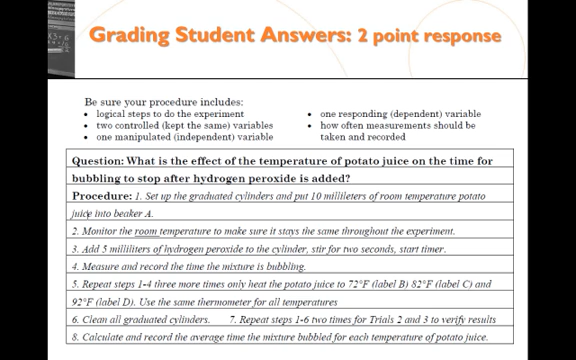 Grading Student Answers: 2 point response
Be sure your procedure includes:
• logical steps to do the experiment
• two controlled (kept the same) variables
• one manipulated (independent) variable
• one responding (dependent) variable
• how often measurements should be
taken and recorded
Question: What is the effect of the temperature of potato juice on the time for
bubbling to stop after hydrogen peroxide is added?
Procedure: 1. Set up the graduated cylinders and put 10 milliliters of room temperature potato
juice into beaker A.
2. Monitor the room temperature to make sure it stays the same throughout the experiment.
3. Add 5 milliliters of hydrogen peroxide to the cylinder, stir for two seconds, start timer.
4. Measure and record the time the mixture is bubbling.
5. Repeat steps 1-4 three more times only heat the potato juice to 72°F (label B) 82°F (label C) and
92°F (label D). Use the same thermometer for all temperatures
6. Clean all graduated cylinders. 7. Repeat steps 1-6 two times for Trials 2 and 3 to verify results
8. Calculate and record the average time the mixture bubbled for each temperature of potato juice.